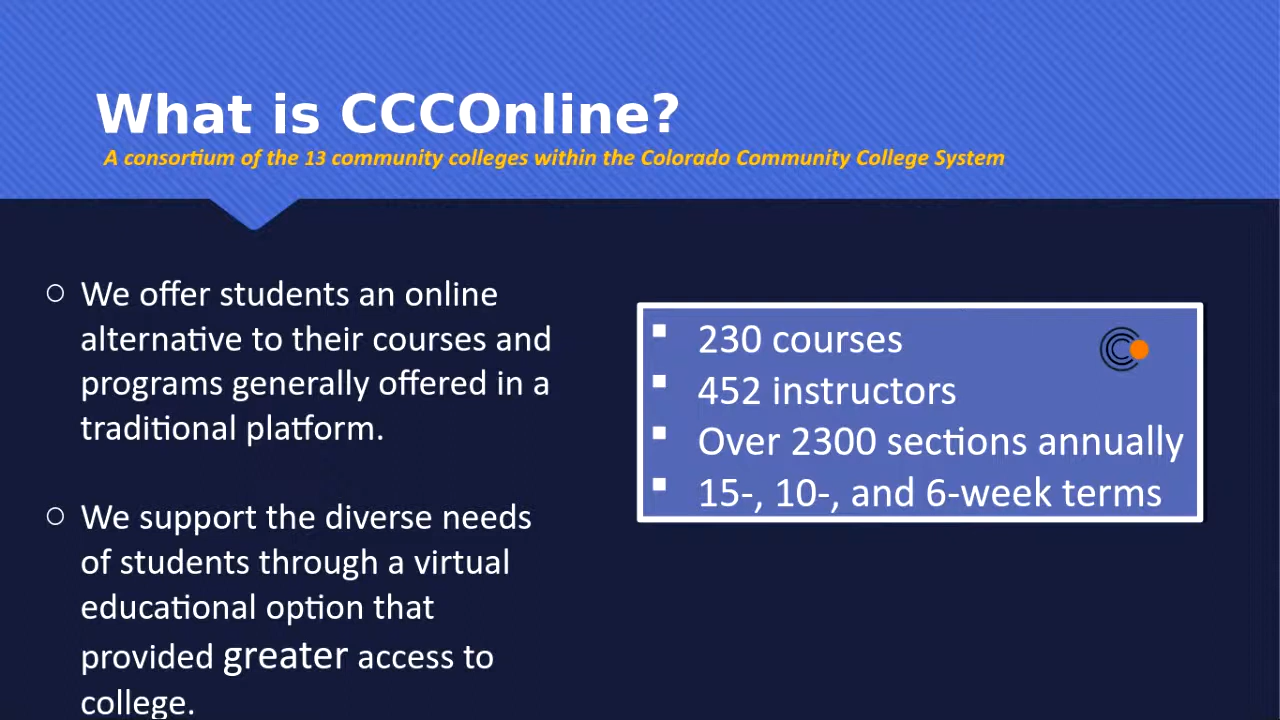 What is CCCOnline?
A consortium of the 13 community colleges within the Colorado Community College System
○ We offer students an online
alternative to their courses and
programs generally offered in a
traditional platform.
○ We support the diverse needs
of students through a virtual
educational option that
provided greater access to
college.
▪ 230 courses
▪ 452 instructors
▪ Over 2300 sections annually
▪ 15-, 10-, and 6-week terms